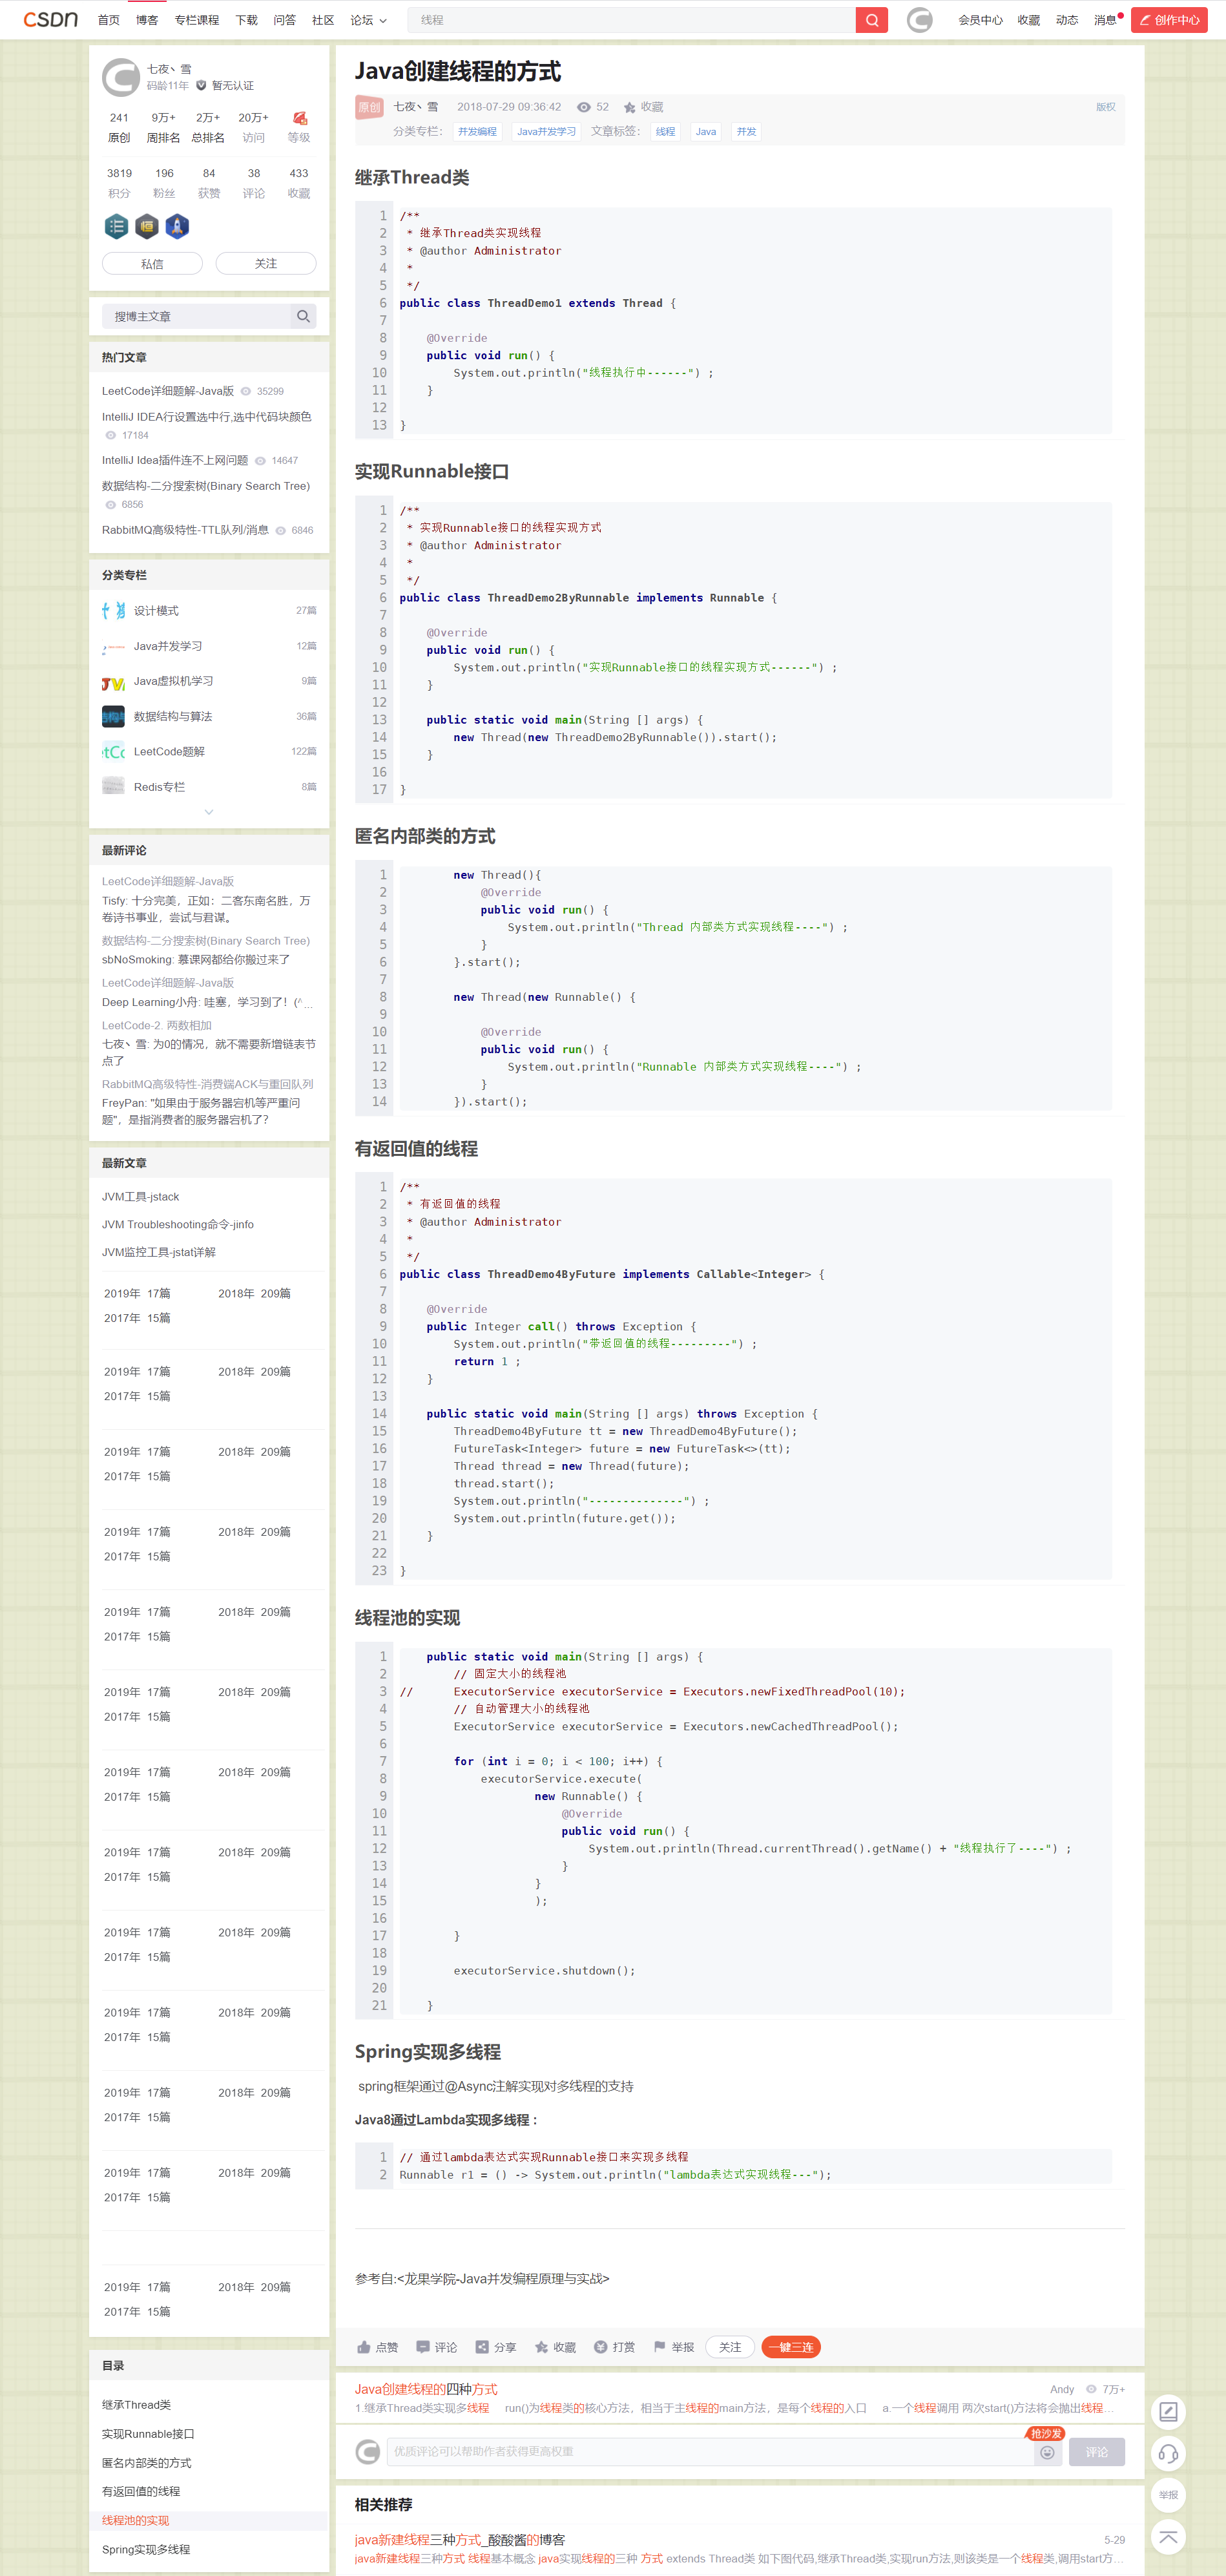 CSDN 首页 博客 专栏课程 下载 问答 社区 论坛 线程 会员中心 收藏 动态 消息 创作中心
七夜丶雪
码龄11年 暂无认证
241 9万+ 2万+ 20万+
原创 周排名 总排名 访问 等级
3819 196 84 38 433
积分 粉丝 获赞 评论 收藏
私信 关注
搜博主文章
热门文章
LeetCode详细题解-Java版 35299
IntelliJ IDEA行设置选中行,选中代码块颜色
17184
IntelliJ Idea插件连不上网问题 14647
数据结构-二分搜索树(Binary Search Tree)
6856
RabbitMQ高级特性-TTL队列/消息 6846
分类专栏
设计模式 27篇
Java并发学习 12篇
Java虚拟机学习 9篇
数据结构与算法 36篇
LeetCode题解 122篇
Redis专栏 8篇
最新评论
LeetCode详细题解-Java版
Tisfy: 十分完美，正如：二客东南名胜，万
卷诗书事业，尝试与君谋。
数据结构-二分搜索树(Binary Search Tree)
sbNoSmoking: 慕课网都给你搬过来了
LeetCode详细题解-Java版
Deep Learning小舟: 哇塞，学习到了！(^...
LeetCode-2. 两数相加
七夜丶雪: 为0的情况，就不需要新增链表节
点了
RabbitMQ高级特性-消费端ACK与重回队列
FreyPan: "如果由于服务器宕机等严重问
题"，是指消费者的服务器宕机了？
最新文章
JVM工具-jstack
JVM Troubleshooting命令-jinfo
JVM监控工具-jstat详解
2019年 17篇 2018年 209篇
2017年 15篇
2019年 17篇 2018年 209篇
2017年 15篇
2019年 17篇 2018年 209篇
2017年 15篇
2019年 17篇 2018年 209篇
2017年 15篇
2019年 17篇 2018年 209篇
2017年 15篇
2019年 17篇 2018年 209篇
2017年 15篇
2019年 17篇 2018年 209篇
2017年 15篇
2019年 17篇 2018年 209篇
2017年 15篇
2019年 17篇 2018年 209篇
2017年 15篇
2019年 17篇 2018年 209篇
2017年 15篇
2019年 17篇 2018年 209篇
2017年 15篇
2019年 17篇 2018年 209篇
2017年 15篇
2019年 17篇 2018年 209篇
2017年 15篇
目录
继承Thread类
实现Runnable接口
匿名内部类的方式
有返回值的线程
线程池的实现
Spring实现多线程
Java创建线程的方式
原创 七夜丶雪 2018-07-29 09:36:42 52 收藏 版权
分类专栏： 并发编程 Java并发学习 文章标签： 线程 Java 并发
继承Thread类
1 /**
2  * 继承Thread类实现线程
3  * @author Administrator
4  *
5  */
6 public class ThreadDemo1 extends Thread {
7
8     @Override
9     public void run() {
10         System.out.println("线程执行中------") ;
11     }
12
13 }
实现Runnable接口
1 /**
2  * 实现Runnable接口的线程实现方式
3  * @author Administrator
4  *
5  */
6 public class ThreadDemo2ByRunnable implements Runnable {
7
8     @Override
9     public void run() {
10         System.out.println("实现Runnable接口的线程实现方式------") ;
11     }
12
13     public static void main(String [] args) {
14         new Thread(new ThreadDemo2ByRunnable()).start();
15     }
16
17 }
匿名内部类的方式
1         new Thread(){
2             @Override
3             public void run() {
4                 System.out.println("Thread 内部类方式实现线程----") ;
5             }
6         }.start();
7
8         new Thread(new Runnable() {
9
10             @Override
11             public void run() {
12                 System.out.println("Runnable 内部类方式实现线程----") ;
13             }
14         }).start();
有返回值的线程
1 /**
2  * 有返回值的线程
3  * @author Administrator
4  *
5  */
6 public class ThreadDemo4ByFuture implements Callable<Integer> {
7
8     @Override
9     public Integer call() throws Exception {
10         System.out.println("带返回值的线程---------") ;
11         return 1 ;
12     }
13
14     public static void main(String [] args) throws Exception {
15         ThreadDemo4ByFuture tt = new ThreadDemo4ByFuture();
16         FutureTask<Integer> future = new FutureTask<>(tt);
17         Thread thread = new Thread(future);
18         thread.start();
19         System.out.println("--------------") ;
20         System.out.println(future.get());
21     }
22
23 }
线程池的实现
1     public static void main(String [] args) {
2         // 固定大小的线程池
3 //      ExecutorService executorService = Executors.newFixedThreadPool(10);
4         // 自动管理大小的线程池
5         ExecutorService executorService = Executors.newCachedThreadPool();
6
7         for (int i = 0; i < 100; i++) {
8             executorService.execute(
9                     new Runnable() {
10                         @Override
11                         public void run() {
12                             System.out.println(Thread.currentThread().getName() + "线程执行了----") ;
13                         }
14                     }
15                     );
16
17         }
18
19         executorService.shutdown();
20
21     }
Spring实现多线程
spring框架通过@Async注解实现对多线程的支持
Java8通过Lambda实现多线程：
1 // 通过lambda表达式实现Runnable接口来实现多线程
2 Runnable r1 = () -> System.out.println("lambda表达式实现线程---");
参考自:<龙果学院-Java并发编程原理与实战>
点赞 评论 分享 收藏 打赏 举报 关注 一键三连
Java创建线程的四种方式 Andy 7万+
1.继承Thread类实现多线程 run()为线程类的核心方法，相当于主线程的main方法，是每个线程的入口 a.一个线程调用 两次start()方法将会抛出线程…
抢沙发
优质评论可以帮助作者获得更高权重 评论
举报
相关推荐
java新建线程三种方式_酸酸酱的博客 5-29
java新建线程三种方式 线程基本概念 java实现线程的三种 方式 extends Thread类 如下图代码,继承Thread类,实现run方法,则该类是一个线程类,调用start方…